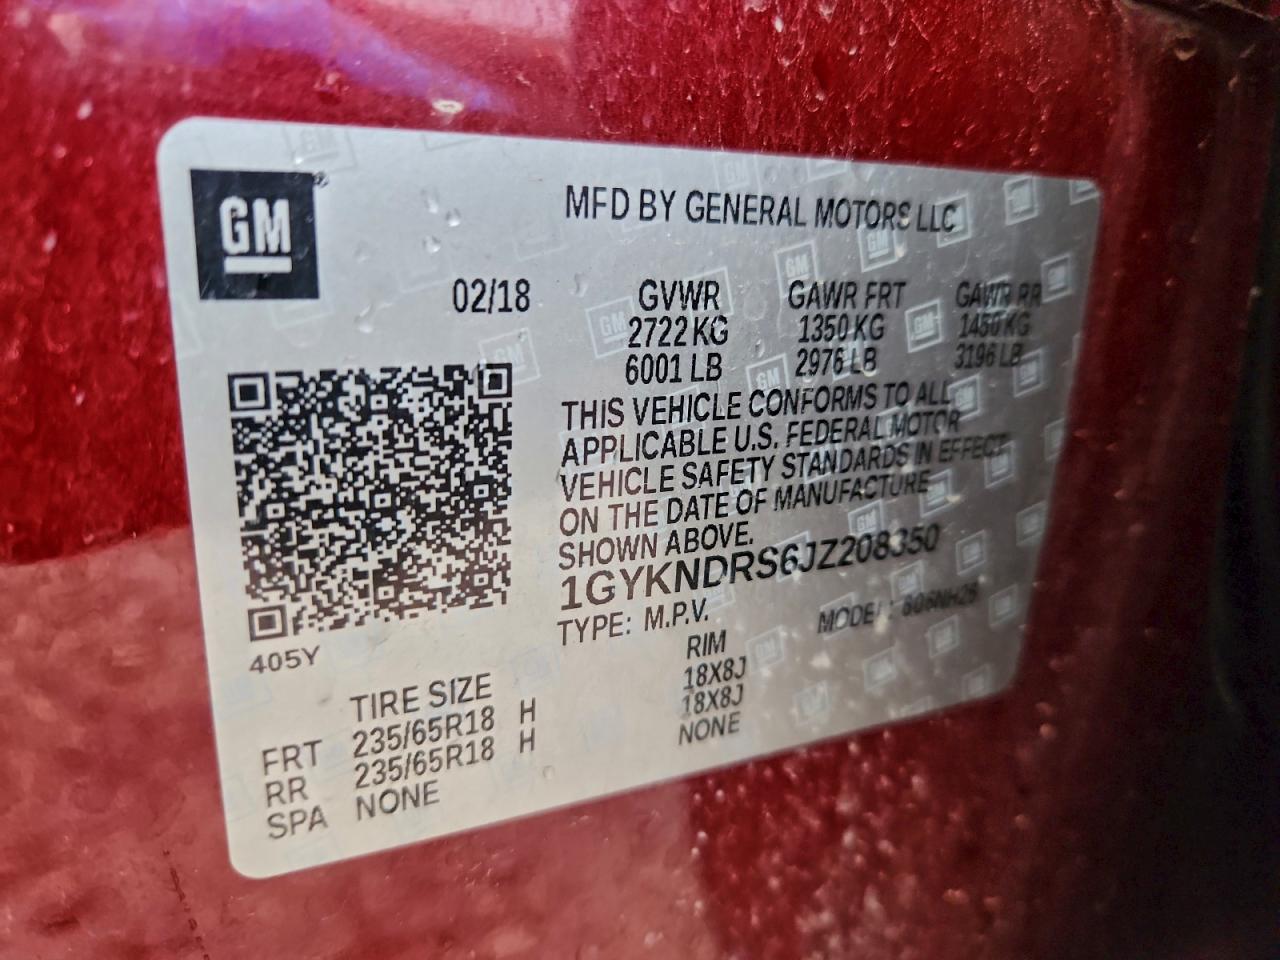 GM
MFD BY GENERAL MOTORS LLC
02/18 GVWR GAWR FRT GAWR RR
2722 KG 1350 KG 1450 KG
6001 LB 2976 LB 3196 LB
THIS VEHICLE CONFORMS TO ALL
APPLICABLE U.S. FEDERAL MOTOR
VEHICLE SAFETY STANDARDS IN EFFECT
ON THE DATE OF MANUFACTURE
SHOWN ABOVE.
1GYKNDRS6JZ208350
TYPE: M.P.V. MODEL:
405Y
TIRE SIZE RIM
FRT 235/65R18 H 18X8J
RR 235/65R18 H 18X8J
SPA NONE NONE